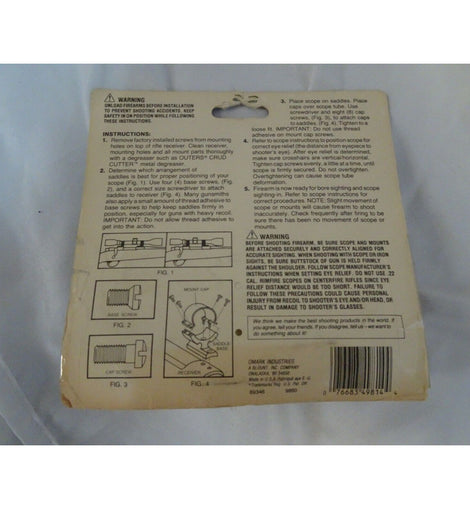 WARNING
UNLOAD FIREARMS BEFORE INSTALLATION
TO PREVENT SHOOTING ACCIDENTS. KEEP
SAFETY IN ON POSITION WHILE FOLLOWING
THESE INSTRUCTIONS.
INSTRUCTIONS:
1. Remove factory installed screws from mounting
holes on top of rifle receiver. Clean receiver,
mounting holes and all mount parts thoroughly
with a degreaser such as OUTERS® CRUD
CUTTER™ metal degreaser.
2. Determine which arrangement of
saddles is best for proper positioning of your
scope (Fig. 1). Use four (4) base screws, (Fig.
2), and a correct size screwdriver to attach
saddles to receiver (Fig. 4). Many gunsmiths
also apply a small amount of thread adhesive to
base screws to help keep saddles firmly in
position, especially for guns with heavy recoil.
IMPORTANT: Do not allow thread adhesive to
get into the action.
FIG. 1
BASE SCREW
FIG. 2
CAP SCREW
FIG. 3
MOUNT CAP
SADDLE
BASE
RECEIVER
FIG. 4
3. Place scope on saddles. Place
caps over scope tube. Use
screwdriver and eight (8) cap
screws, (Fig. 3), to attach caps
to saddles (Fig. 4). Tighten to a
loose fit. IMPORTANT: Do not use thread
adhesive on mount cap screws.
4. Refer to scope instructions to position scope for
correct eye relief (the distance from eyepiece to
shooter's eye). After eye relief is determined,
make sure crosshairs are vertical/horizontal.
Tighten cap screws evenly, a little at a time, until
scope is firmly secured. Do not overtighten.
Overtightening can cause scope tube
deformation.
5. Firearm is now ready for bore sighting and scope
sighting-in. Refer to scope instructions for
correct procedures. NOTE: Slight movement of
scope or mounts will cause firearm to shoot
inaccurately. Check frequently after firing to be
sure there has been no movement of scope or
mounts.
WARNING
BEFORE SHOOTING FIREARM, BE SURE SCOPE AND MOUNTS
ARE ATTACHED SECURELY AND CORRECTLY ALIGNED FOR
ACCURATE SIGHTING. WHEN SHOOTING WITH SCOPE OR IRON
SIGHTS, BE SURE BUTTSTOCK OF GUN IS HELD FIRMLY
AGAINST THE SHOULDER. FOLLOW SCOPE MANUFACTURER'S
INSTRUCTIONS WHEN SETTING EYE RELIEF. DO NOT USE .22
CAL. RIMFIRE SCOPES ON CENTERFIRE RIFLES SINCE EYE
RELIEF DISTANCE WOULD BE TOO SHORT. FAILURE TO
FOLLOW THESE PRECAUTIONS COULD CAUSE PERSONAL
INJURY FROM RECOIL TO SHOOTER'S EYE AND/OR HEAD, OR
RESULT IN DAMAGE TO SHOOTER'S GLASSES.
We think we make the best shooting products in the world. If
you agree, tell your friends. If you disagree, tell us - we want to
do something about it!
OMARK INDUSTRIES
A BLOUNT, INC. COMPANY
ONALASKA, WI 54650
89346 9850
0 76683 49814 4